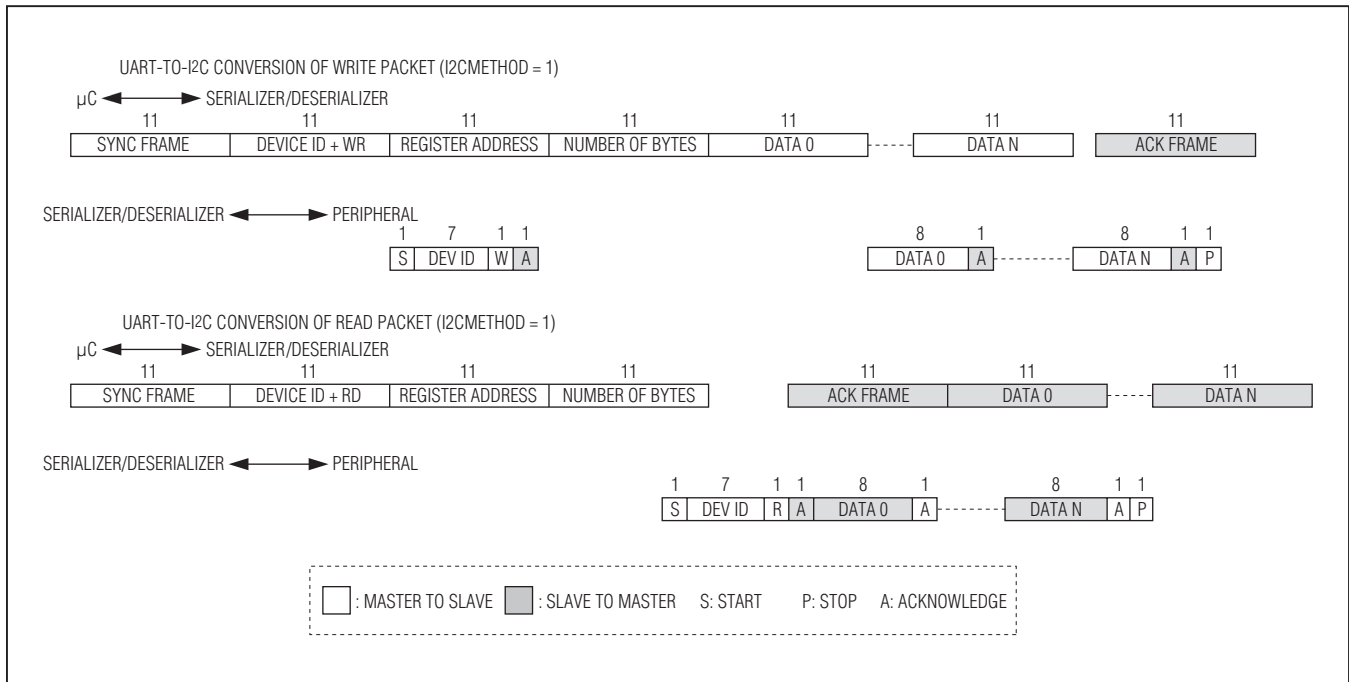 UART-TO-I2C CONVERSION OF WRITE PACKET (I2CMETHOD = 1)
µC SERIALIZER/DESERIALIZER
11 11 11 11 11 11 11
SYNC FRAME DEVICE ID + WR REGISTER ADDRESS NUMBER OF BYTES DATA 0 DATA N ACK FRAME
SERIALIZER/DESERIALIZER PERIPHERAL
1 7 1 1 8 1 8 1 1
S DEV ID W A DATA 0 A DATA N A P
UART-TO-I2C CONVERSION OF READ PACKET (I2CMETHOD = 1)
µC SERIALIZER/DESERIALIZER
11 11 11 11 11 11 11
SYNC FRAME DEVICE ID + RD REGISTER ADDRESS NUMBER OF BYTES ACK FRAME DATA 0 DATA N
SERIALIZER/DESERIALIZER PERIPHERAL
1 7 1 1 8 1 8 1 1
S DEV ID R A DATA 0 A DATA N A P
: MASTER TO SLAVE : SLAVE TO MASTER S: START P: STOP A: ACKNOWLEDGE